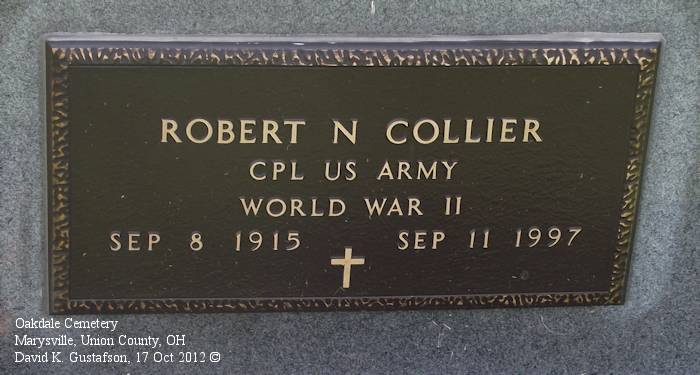 ROBERT N COLLIER
CPL US ARMY
WORLD WAR II
SEP 8 1915 SEP 11 1997
Oakdale Cemetery
Marysville, Union County, OH
David K. Gustafson, 17 Oct 2012 ©